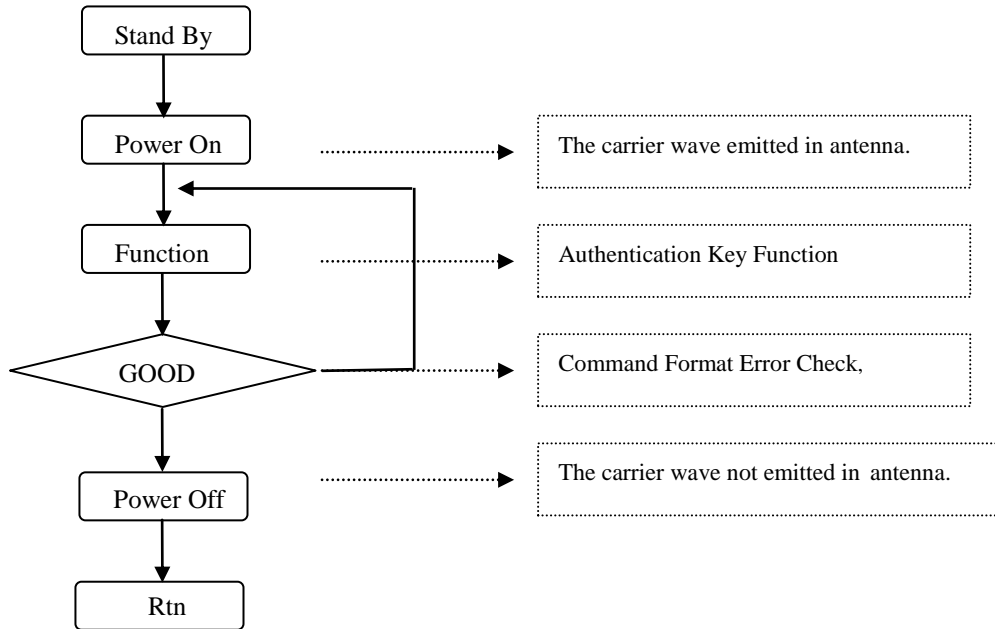 Stand By
Power On
The carrier wave emitted in antenna.
Function
Authentication Key Function
GOOD
Command Format Error Check,
Power Off
The carrier wave not emitted in antenna.
Rtn